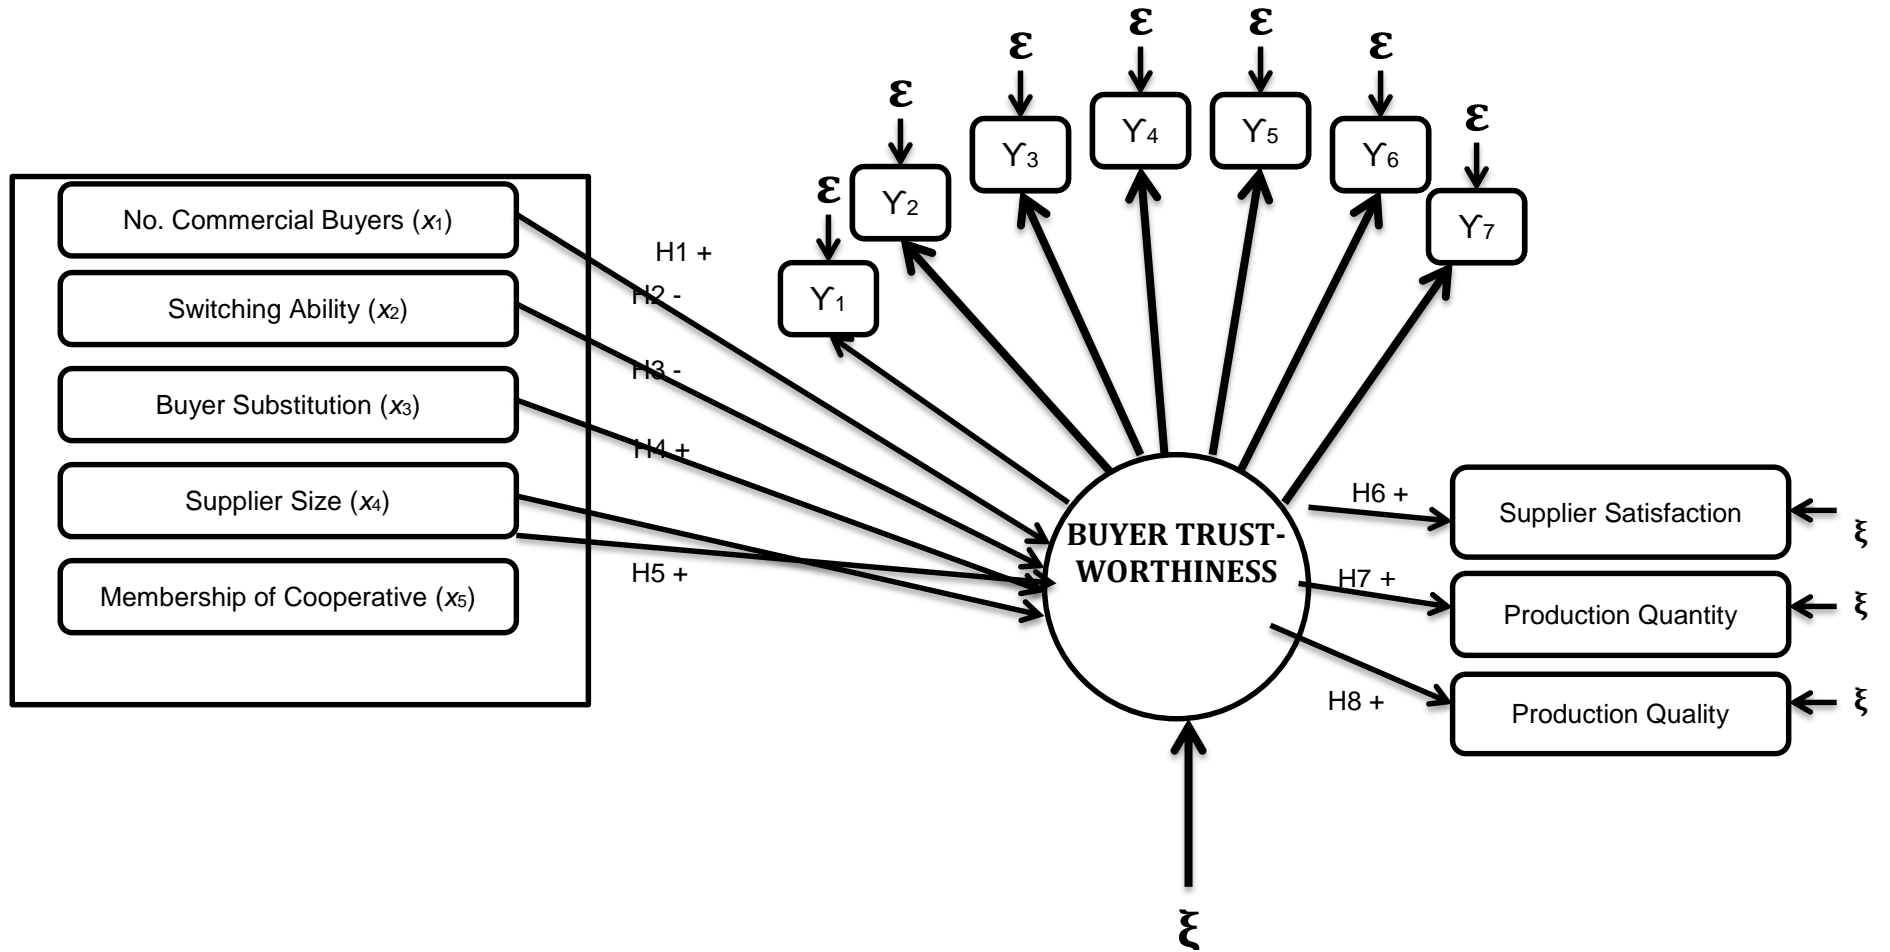 ε
ε
ε
ε
ε
ε
ε
ϒ1
ϒ2
ϒ3
ϒ4
ϒ5
ϒ6
ϒ7
No. Commercial Buyers (x1)
Switching Ability (x2)
Buyer Substitution (x3)
Supplier Size (x4)
Membership of Cooperative (x5)
H1 +
H2 -
H3 -
H4 +
H5 +
BUYER TRUST-
WORTHINESS
H6 +
H7 +
H8 +
Supplier Satisfaction
Production Quantity
Production Quality
ξ
ξ
ξ
ξ